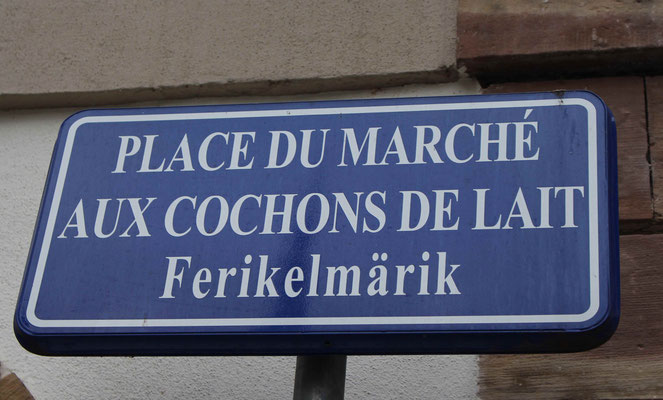 PLACE DU MARCHÉ
AUX COCHONS DE LAIT
Ferikelmärik